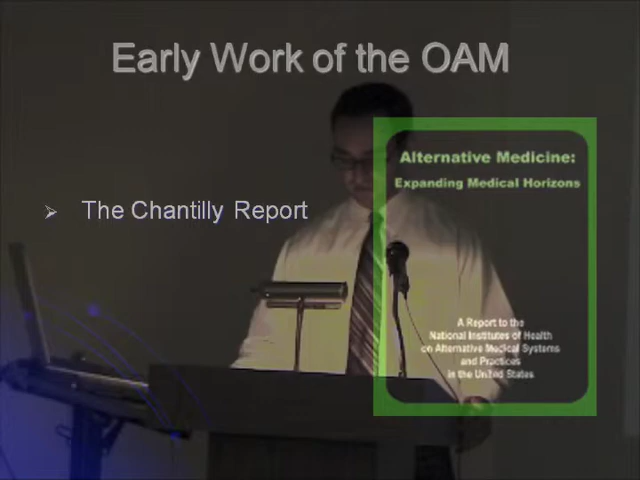 Early Work of the OAM
The Chantilly Report
Alternative Medicine:
Expanding Medical Horizons
A Report to the
National Institutes of Health
on Alternative Medical Systems
and Practices
in the United States